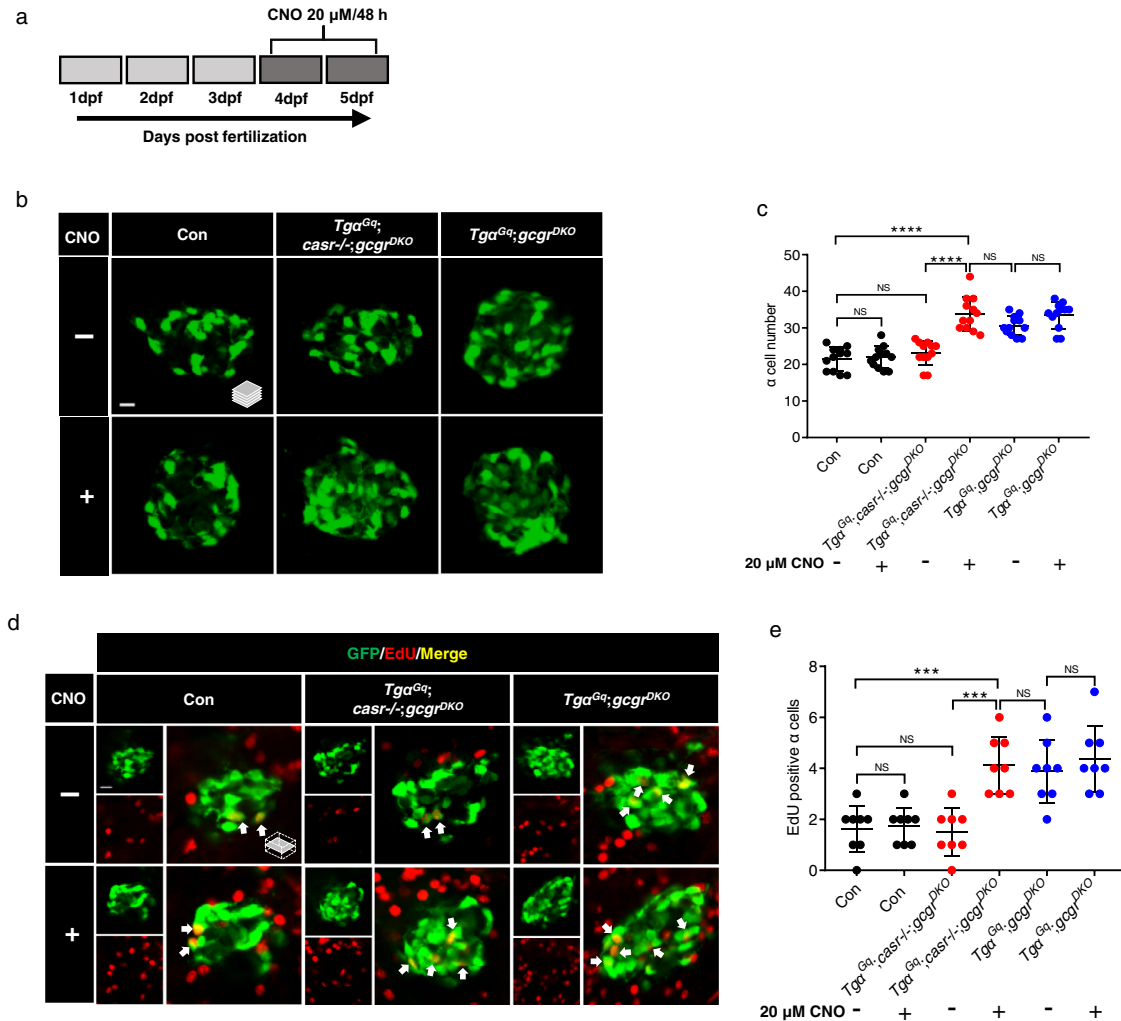 a
CNO 20 µM/48 h
1dpf 2dpf 3dpf 4dpf 5dpf
Days post fertilization
b
CNO
Con
Tgα^Gq;
casr-/-;gcgr^DKO
Tgα^Gq;gcgr^DKO
–
+
c
α cell number
50
40
30
20
10
0
****
****
NS
NS
NS
NS
Con
Con
Tgα^Gq;casr-/-;gcgr^DKO
Tgα^Gq;casr-/-;gcgr^DKO
Tgα^Gq;gcgr^DKO
Tgα^Gq;gcgr^DKO
20 µM CNO - + - + - +
d
GFP/EdU/Merge
CNO
Con
Tgα^Gq;
casr-/-;gcgr^DKO
Tgα^Gq;gcgr^DKO
–
+
e
EdU positive α cells
8
6
4
2
0
***
***
NS
NS
NS
NS
Con
Con
Tgα^Gq;casr-/-:gcgr^DKO
Tgα^Gq;casr-/-:gcgr^DKO
Tgα^Gq;gcgr^DKO
Tgα^Gq;gcgr^DKO
20 µM CNO - + - + - +